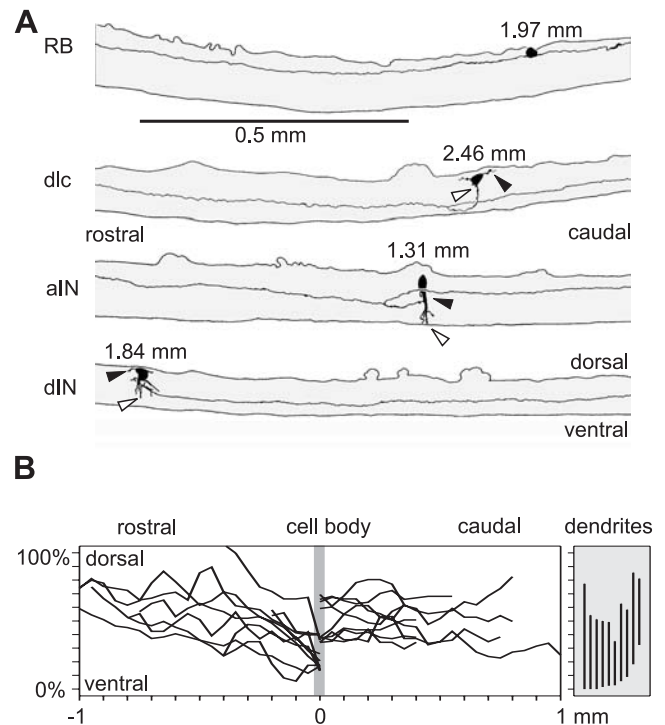 A
RB
1.97 mm
0.5 mm
dlc
2.46 mm
rostral
caudal
aIN
1.31 mm
dIN
1.84 mm
dorsal
ventral
B
rostral
cell body
caudal
dendrites
100%
dorsal
0%
ventral
-1
0
1 mm